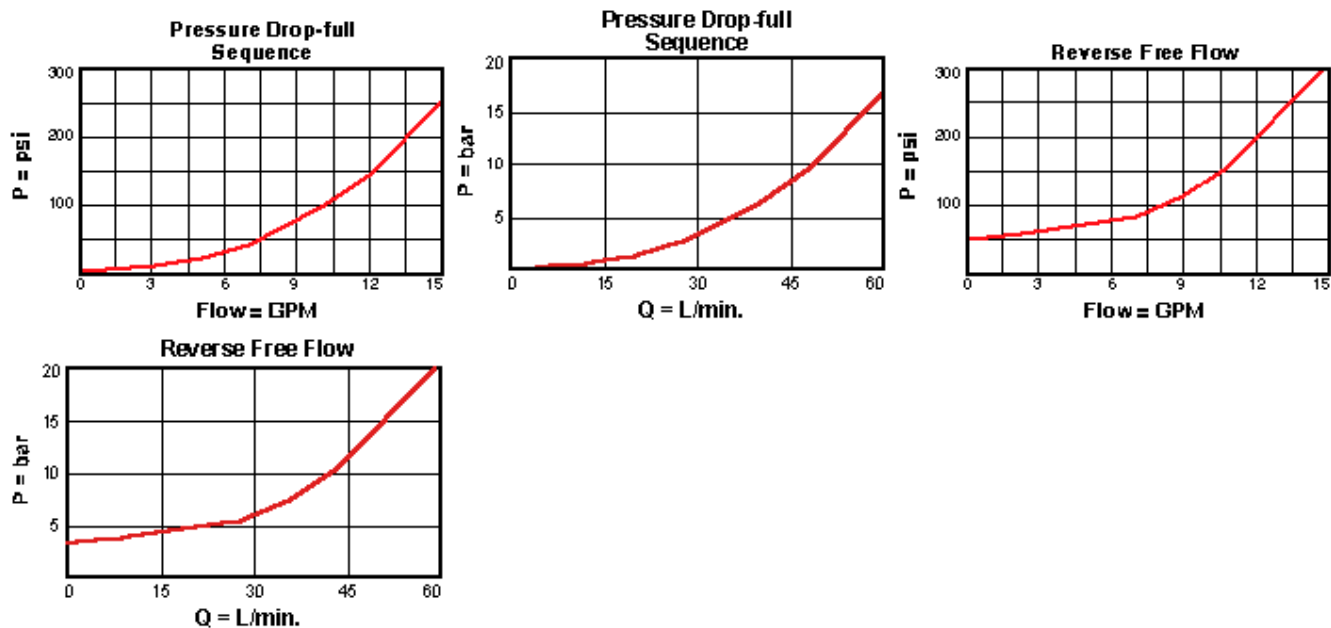 Pressure Drop-full
Sequence
300
200
100
P = psi
0 3 6 9 12 15
Flow = GPM
Pressure Drop-full
Sequence
20
15
10
5
P = bar
0 15 30 45 60
Q = L/min.
Reverse Free Flow
300
200
100
P = psi
0 3 6 9 12 15
Flow = GPM
Reverse Free Flow
20
15
10
5
P = bar
0 15 30 45 60
Q = L/min.